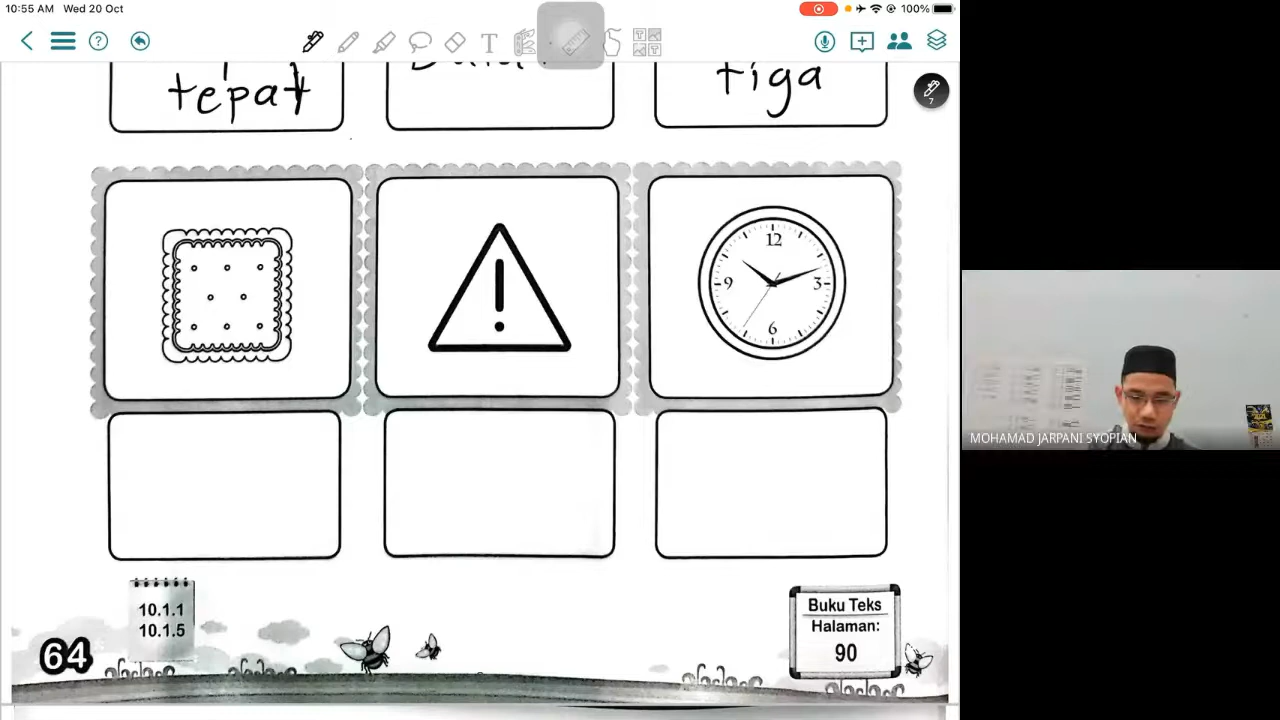 10:55 AM Wed 20 Oct
100%
T
7
tepat
tiga
12
9
3
6
10.1.1
10.1.5
64
Buku Teks
Halaman:
90
MOHAMAD JARPANI SYOPIAN